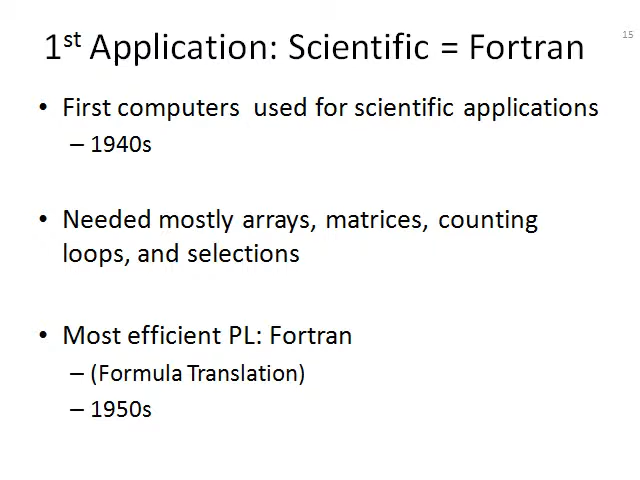 1st Application: Scientific = Fortran
15
• First computers used for scientific applications
– 1940s
• Needed mostly arrays, matrices, counting
loops, and selections
• Most efficient PL: Fortran
– (Formula Translation)
– 1950s